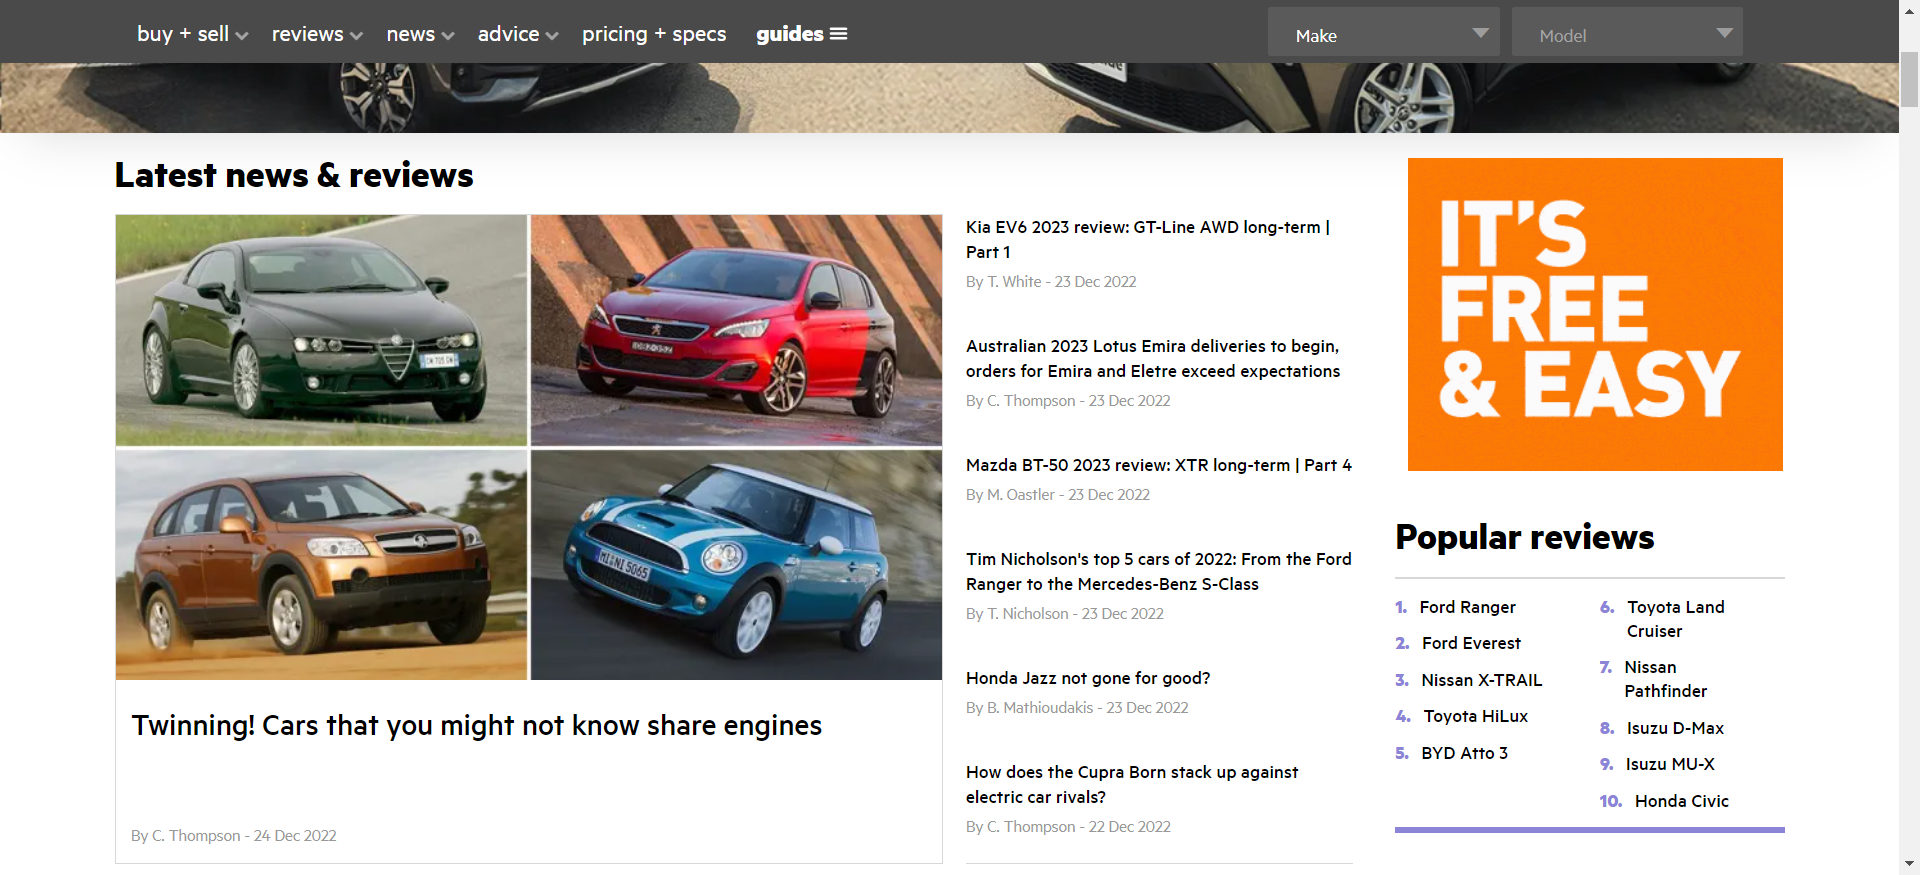 buy + sell
reviews
news
advice
pricing + specs
guides
Make
Model
Latest news & reviews
Twinning! Cars that you might not know share engines
By C. Thompson - 24 Dec 2022
Kia EV6 2023 review: GT-Line AWD long-term |
Part 1
By T. White - 23 Dec 2022
Australian 2023 Lotus Emira deliveries to begin,
orders for Emira and Eletre exceed expectations
By C. Thompson - 23 Dec 2022
Mazda BT-50 2023 review: XTR long-term | Part 4
By M. Oastler - 23 Dec 2022
Tim Nicholson's top 5 cars of 2022: From the Ford
Ranger to the Mercedes-Benz S-Class
By T. Nicholson - 23 Dec 2022
Honda Jazz not gone for good?
By B. Mathioudakis - 23 Dec 2022
How does the Cupra Born stack up against
electric car rivals?
By C. Thompson - 22 Dec 2022
IT'S
FREE
& EASY
Popular reviews
1. Ford Ranger
2. Ford Everest
3. Nissan X-TRAIL
4. Toyota HiLux
5. BYD Atto 3
6. Toyota Land
Cruiser
7. Nissan
Pathfinder
8. Isuzu D-Max
9. Isuzu MU-X
10. Honda Civic
MI·NI 5065